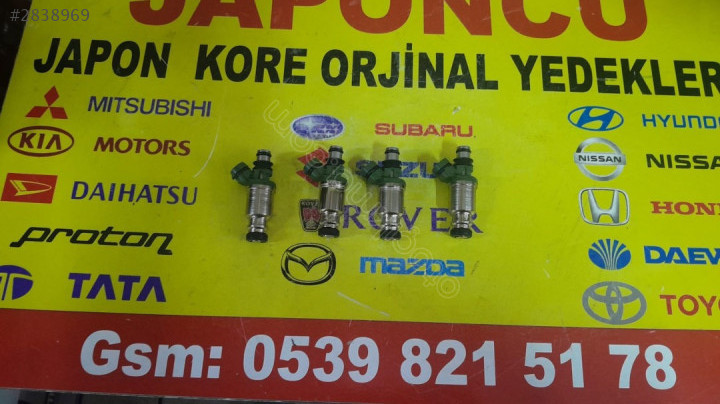 #2838969
JAPONCU
JAPON KORE ORJİNAL YEDEKLER
MITSUBISHI
SUBARU
HYUNDAI
KIA MOTORS
NISSAN NISSAN
DAIHATSU
ROVER
HONDA
proton
mazda
DAEWOO
TATA
TOYO
Gsm: 0539 821 51 78